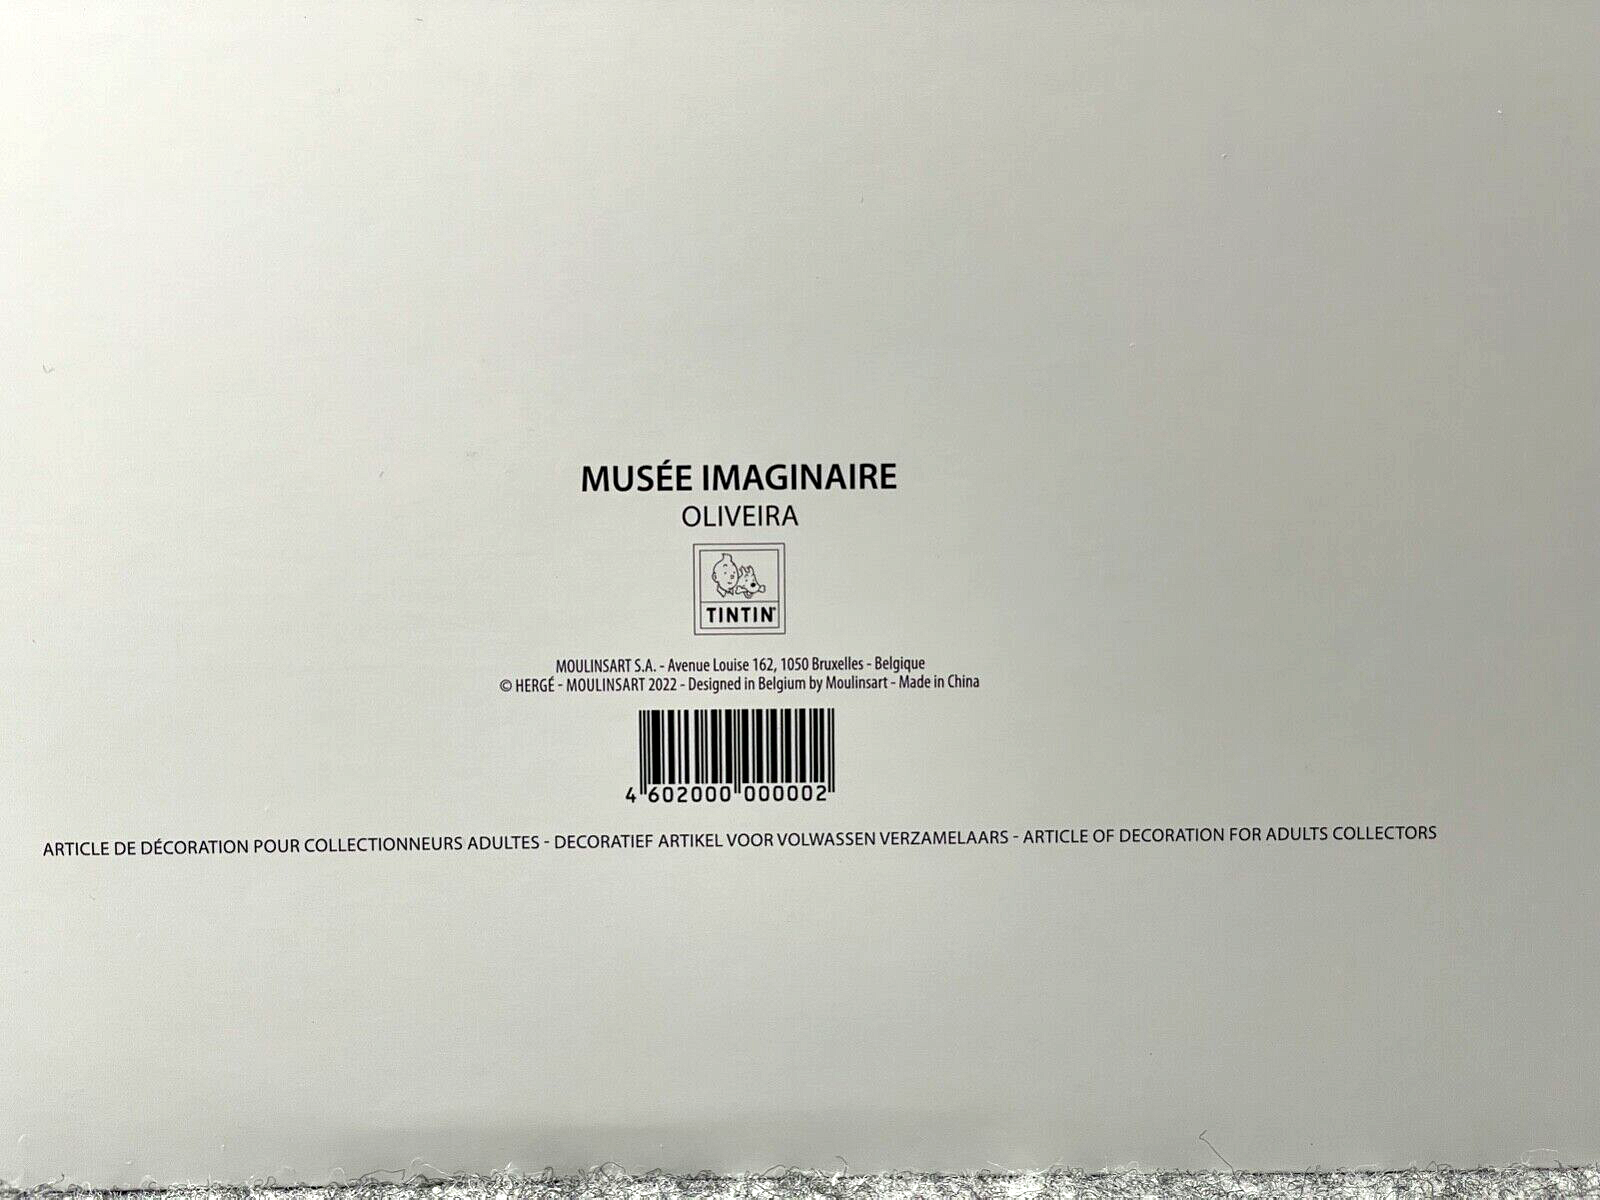 MUSÉE IMAGINAIRE
OLIVEIRA
TINTIN®
MOULINSART S.A. - Avenue Louise 162, 1050 Bruxelles - Belgique
© HERGÉ - MOULINSART 2022 - Designed in Belgium by Moulinsart - Made in China
4 602000 000002
ARTICLE DE DÉCORATION POUR COLLECTIONNEURS ADULTES - DECORATIEF ARTIKEL VOOR VOLWASSEN VERZAMELAARS - ARTICLE OF DECORATION FOR ADULTS COLLECTORS